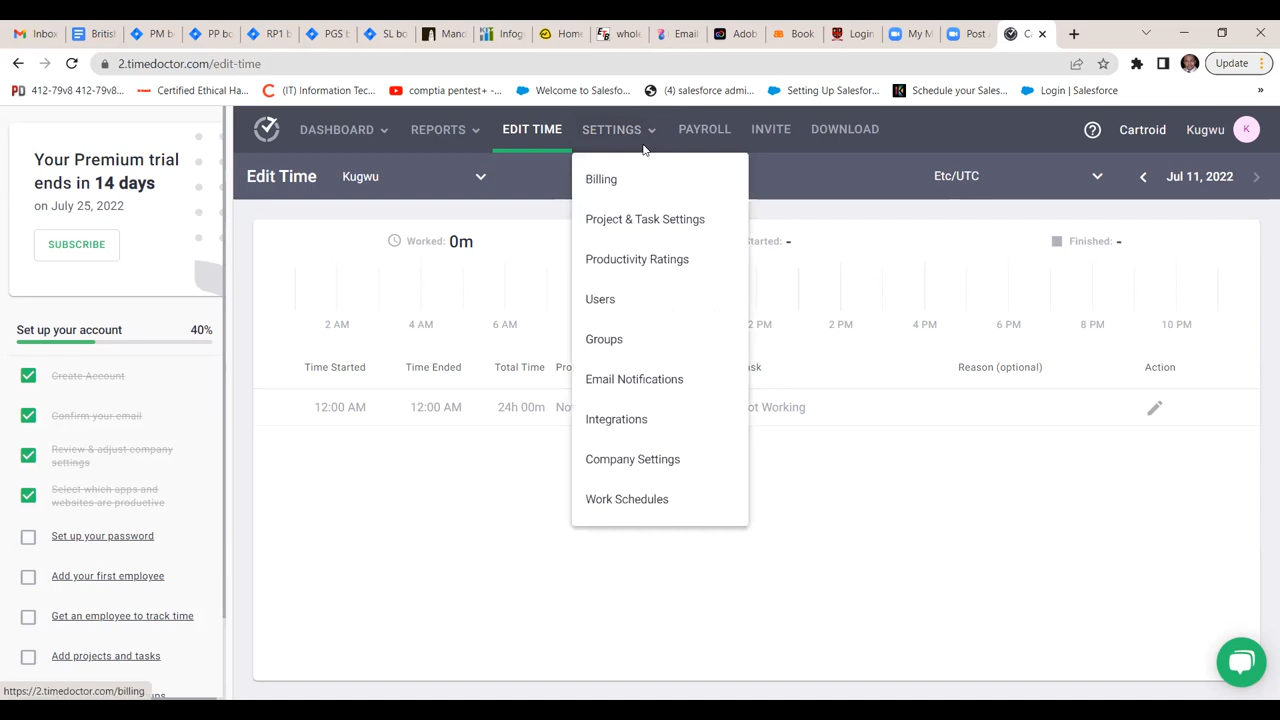 Inbox
British
PM b
PP bo
RP1 b
PGS b
SL bo
Mand
Infog
Home
whole
Email
Adob
Book
Login
My M
Post
Ca
2.timedoctor.com/edit-time
Update
412-79v8 412-79v8...
Certified Ethical Ha...
(IT) Information Tec...
comptia pentest+ -...
Welcome to Salesfo...
(4) salesforce admi...
Setting Up Salesfor...
Schedule your Sales...
Login | Salesforce
»
DASHBOARD
REPORTS
EDIT TIME
SETTINGS
PAYROLL
INVITE
DOWNLOAD
Cartroid
Kugwu
K
Your Premium trial
ends in 14 days
on July 25, 2022
SUBSCRIBE
Set up your account 40%
Create Account
Confirm your email
Review & adjust company
settings
Select which apps and
websites are productive
Set up your password
Add your first employee
Get an employee to track time
Add projects and tasks
https://2.timedoctor.com/billing
Edit Time
Kugwu
Etc/UTC
Jul 11, 2022
Billing
Project & Task Settings
Productivity Ratings
Users
Groups
Email Notifications
Integrations
Company Settings
Work Schedules
Worked: 0m
Started: -
Finished: -
2 AM 4 AM 6 AM 2 PM 2 PM 4 PM 6 PM 8 PM 10 PM
Time Started Time Ended Total Time Pro ask Reason (optional) Action
12:00 AM 12:00 AM 24h 00m No ot Working